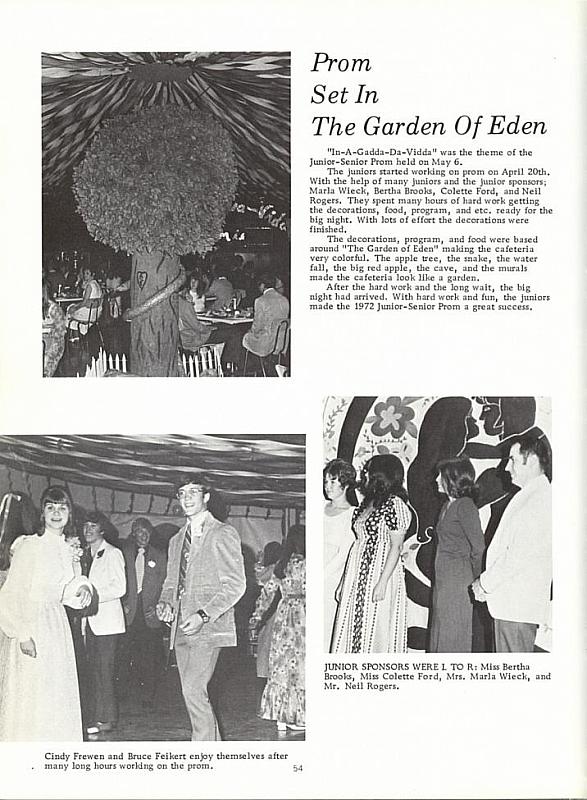 Prom
Set In
The Garden Of Eden
"In-A-Gadda-Da-Vidda" was the theme of the
Junior-Senior Prom held on May 6.
The juniors started working on prom on April 20th.
With the help of many juniors and the junior sponsors;
Marla Wieck, Bertha Brooks, Colette Ford, and Neil
Rogers. They spent many hours of hard work getting
the decorations, food, program, and etc. ready for the
big night. With lots of effort the decorations were
finished.
The decorations, program, and food were based
around "The Garden of Eden" making the cafeteria
very colorful. The apple tree, the snake, the water
fall, the big red apple, the cave, and the murals
made the cafeteria look like a garden.
After the hard work and the long wait, the big
night had arrived. With hard work and fun, the juniors
made the 1972 Junior-Senior Prom a great success.
JUNIOR SPONSORS WERE L TO R: Miss Bertha
Brooks, Miss Colette Ford, Mrs. Marla Wieck, and
Mr. Neil Rogers.
Cindy Frewen and Bruce Feikert enjoy themselves after
many long hours working on the prom.
54